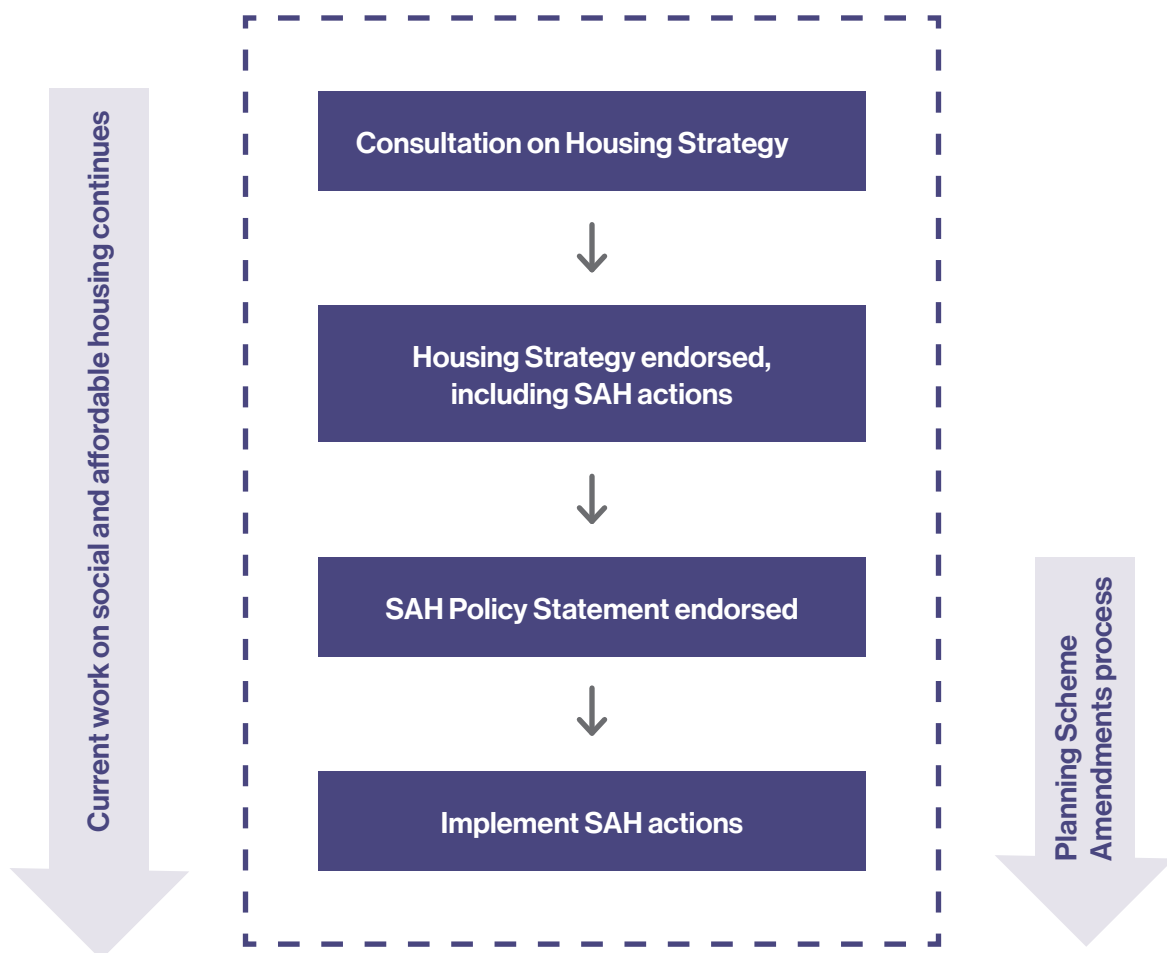 Current work on social and affordable housing continues
Consultation on Housing Strategy
Housing Strategy endorsed,
including SAH actions
SAH Policy Statement endorsed
Implement SAH actions
Planning Scheme
Amendments process